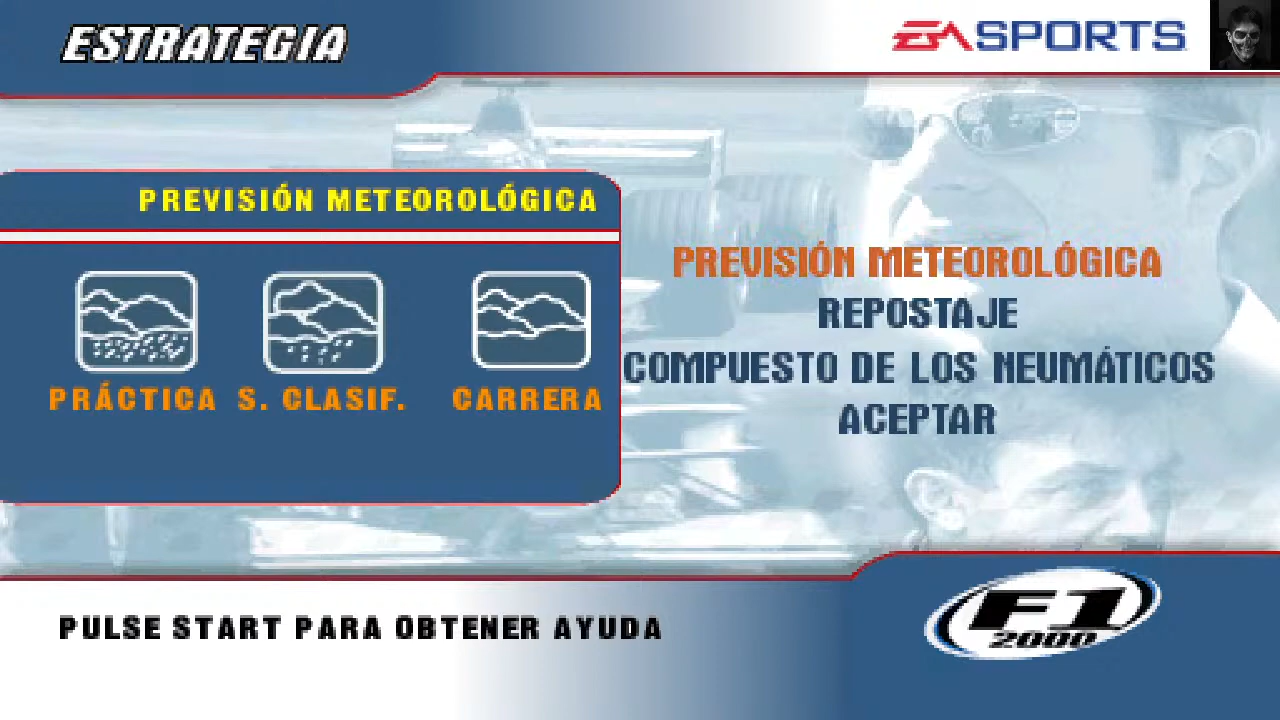 ESTRATEGIA
EA SPORTS
PREVISIÓN METEOROLÓGICA
PRÁCTICA S. CLASIF. CARRERA
PREVISIÓN METEOROLÓGICA
REPOSTAJE
COMPUESTO DE LOS NEUMÁTICOS
ACEPTAR
PULSE START PARA OBTENER AYUDA
F1
2000